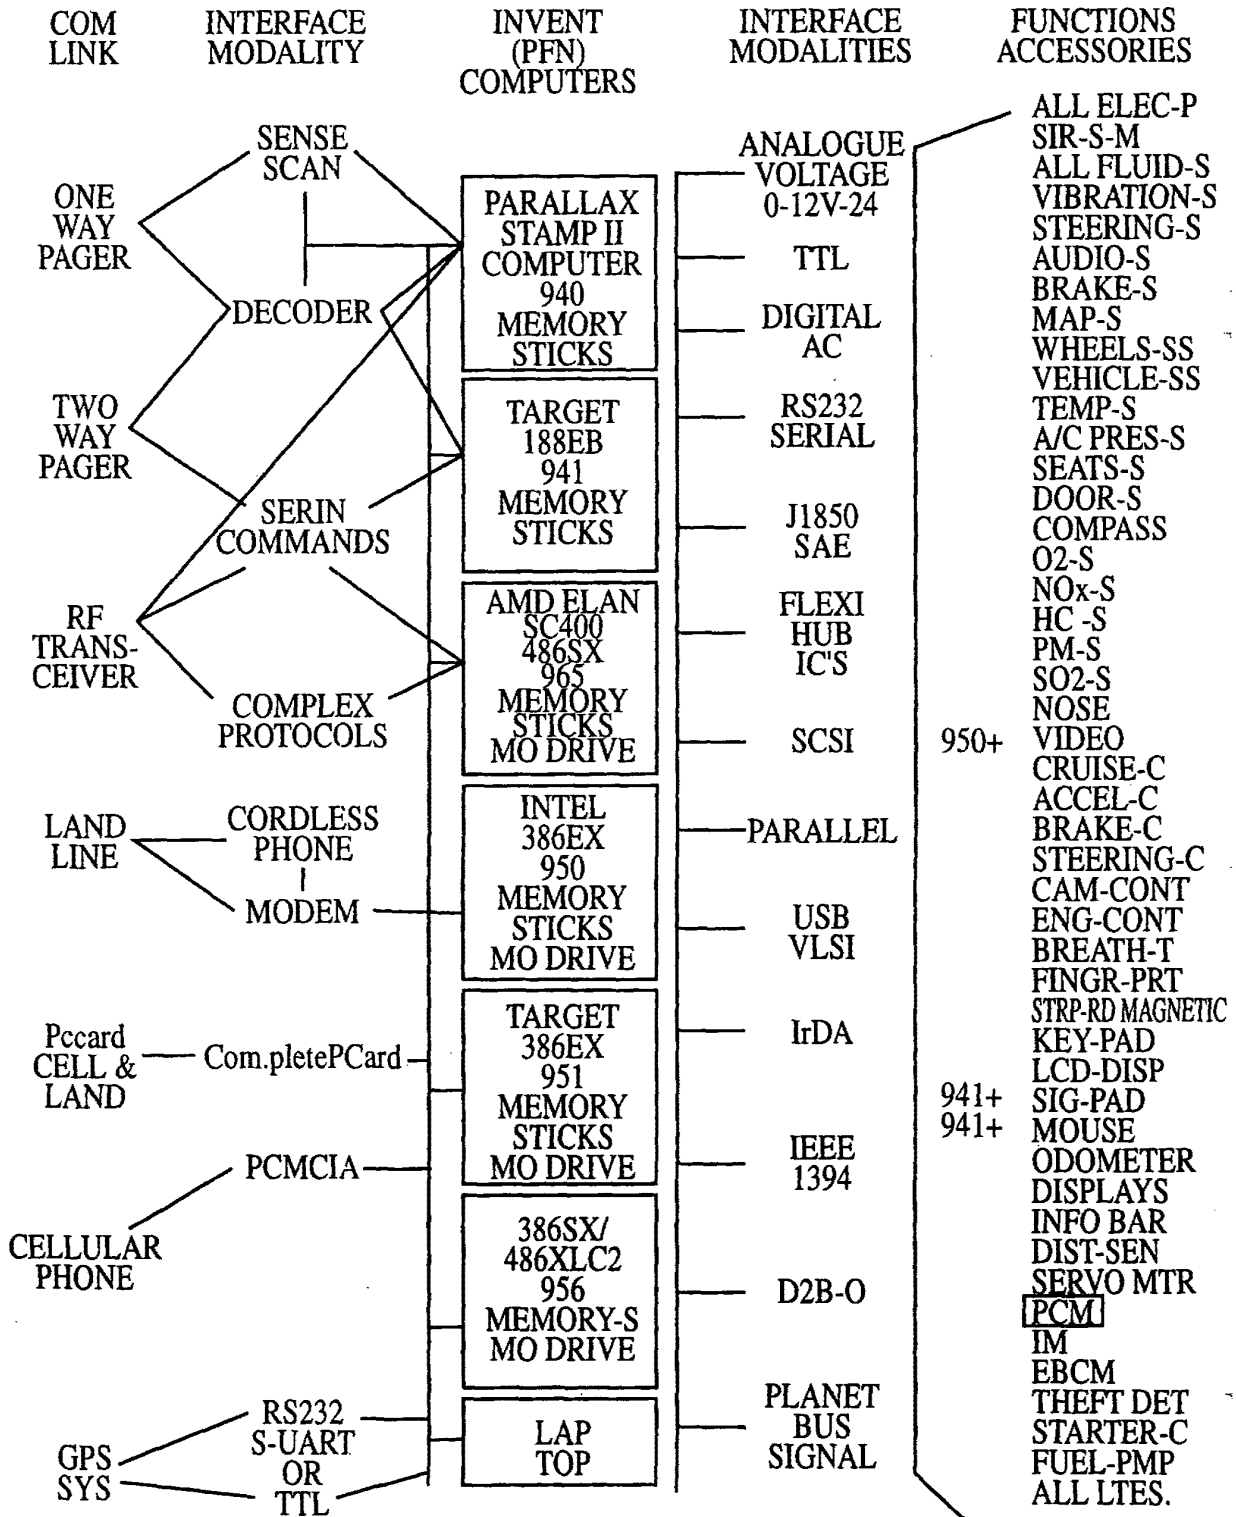 COM
LINK
INTERFACE
MODALITY
INVENT
(PFN)
COMPUTERS
INTERFACE
MODALITIES
FUNCTIONS
ACCESSORIES
ONE
WAY
PAGER
TWO
WAY
PAGER
RF
TRANS-
CEIVER
LAND
LINE
Pccard
CELL &
LAND
CELLULAR
PHONE
GPS
SYS
SENSE
SCAN
DECODER
SERIN
COMMANDS
COMPLEX
PROTOCOLS
CORDLESS
PHONE
MODEM
Com.pletePCard
PCMCIA
RS232
S-UART
OR
TTL
PARALLAX
STAMP II
COMPUTER
940
MEMORY
STICKS
TARGET
188EB
941
MEMORY
STICKS
AMD ELAN
SC400
486SX
965
MEMORY
STICKS
MO DRIVE
INTEL
386EX
950
MEMORY
STICKS
MO DRIVE
TARGET
386EX
951
MEMORY
STICKS
MO DRIVE
386SX/
486XLC2
956
MEMORY-S
MO DRIVE
LAP
TOP
ANALOGUE
VOLTAGE
0-12V-24
TTL
DIGITAL
AC
RS232
SERIAL
J1850
SAE
FLEXI
HUB
IC'S
SCSI
PARALLEL
USB
VLSI
IrDA
IEEE
1394
D2B-O
PLANET
BUS
SIGNAL
ALL ELEC-P
SIR-S-M
ALL FLUID-S
VIBRATION-S
STEERING-S
AUDIO-S
BRAKE-S
MAP-S
WHEELS-SS
VEHICLE-SS
TEMP-S
A/C PRES-S
SEATS-S
DOOR-S
COMPASS
O2-S
NOx-S
HC -S
PM-S
SO2-S
NOSE
950+ VIDEO
CRUISE-C
ACCEL-C
BRAKE-C
STEERING-C
CAM-CONT
ENG-CONT
BREATH-T
FINGR-PRT
STRP-RD MAGNETIC
KEY-PAD
LCD-DISP
941+ SIG-PAD
941+ MOUSE
ODOMETER
DISPLAYS
INFO BAR
DIST-SEN
SERVO MTR
PCM
IM
EBCM
THEFT DET
STARTER-C
FUEL-PMP
ALL LTES.